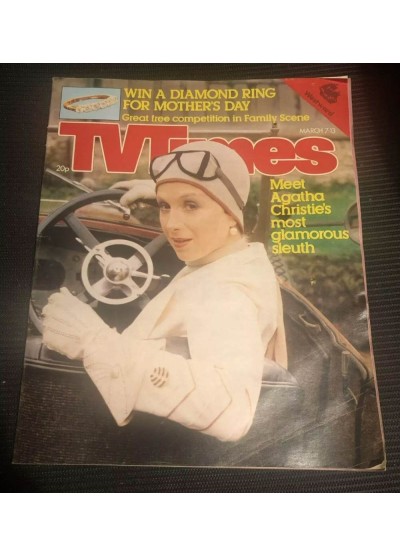 WIN A DIAMOND RING
FOR MOTHER'S DAY
Great free competition in Family Scene
MARCH 7-13
TVTimes
20p
Meet
Agatha
Christie's
most
glamorous
sleuth